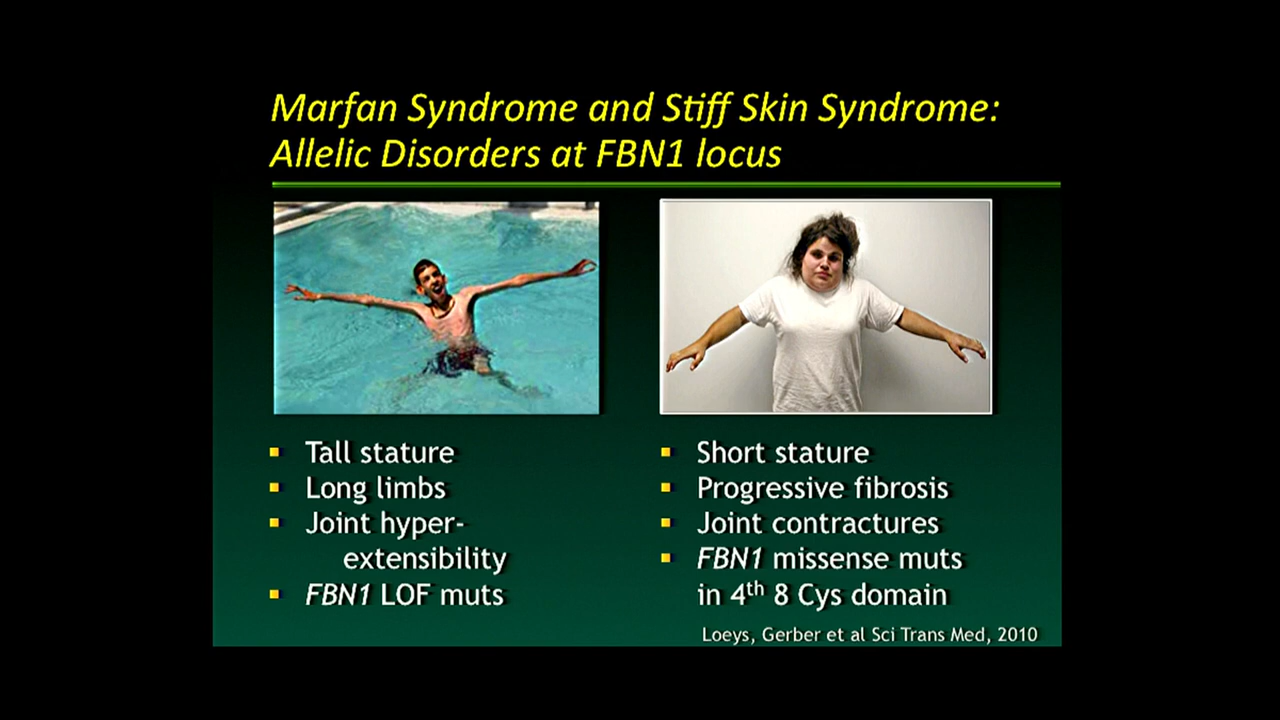 Marfan Syndrome and Stiff Skin Syndrome:
Allelic Disorders at FBN1 locus
Tall stature
Long limbs
Joint hyper-
extensibility
FBN1 LOF muts
Short stature
Progressive fibrosis
Joint contractures
FBN1 missense muts
in 4th 8 Cys domain
Loeys, Gerber et al Sci Trans Med, 2010